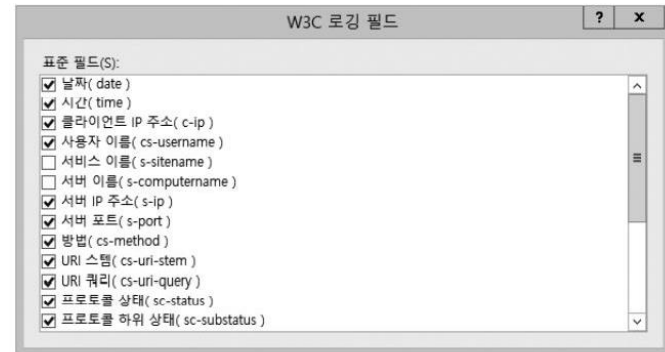 W3C 로깅 필드
? x
표준 필드(S):
날짜( date )
시간( time )
클라이언트 IP 주소( c-ip )
사용자 이름( cs-username )
서비스 이름( s-sitename )
서버 이름( s-computername )
서버 IP 주소( s-ip )
서버 포트( s-port )
방법( cs-method )
URI 스템( cs-uri-stem )
URI 쿼리( cs-uri-query )
프로토콜 상태( sc-status )
프로토콜 하위 상태( sc-substatus )